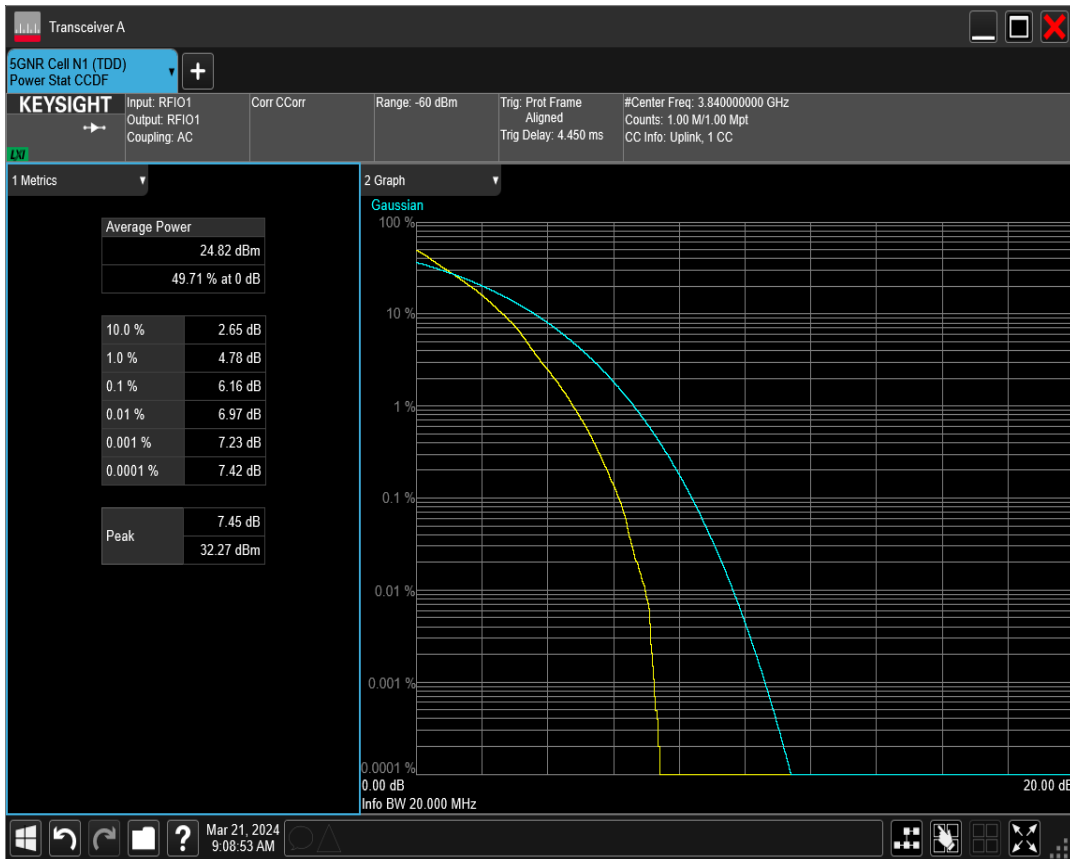 Transceiver A
5GNR Cell N1 (TDD)
Power Stat CCDF
+
KEYSIGHT
LXI
Input: RFIO1
Output: RFIO1
Coupling: AC
Corr CCorr
Range: -60 dBm
Trig: Prot Frame
Aligned
Trig Delay: 4.450 ms
#Center Freq: 3.840000000 GHz
Counts: 1.00 M/1.00 Mpt
CC Info: Uplink, 1 CC
1 Metrics
Average Power
24.82 dBm
49.71 % at 0 dB
10.0 % 2.65 dB
1.0 % 4.78 dB
0.1 % 6.16 dB
0.01 % 6.97 dB
0.001 % 7.23 dB
0.0001 % 7.42 dB
Peak 7.45 dB
32.27 dBm
2 Graph
Gaussian
100 %
10 %
1 %
0.1 %
0.01 %
0.001 %
0.0001 %
0.00 dB 20.00 dB
Info BW 20.000 MHz
?
Mar 21, 2024
9:08:53 AM